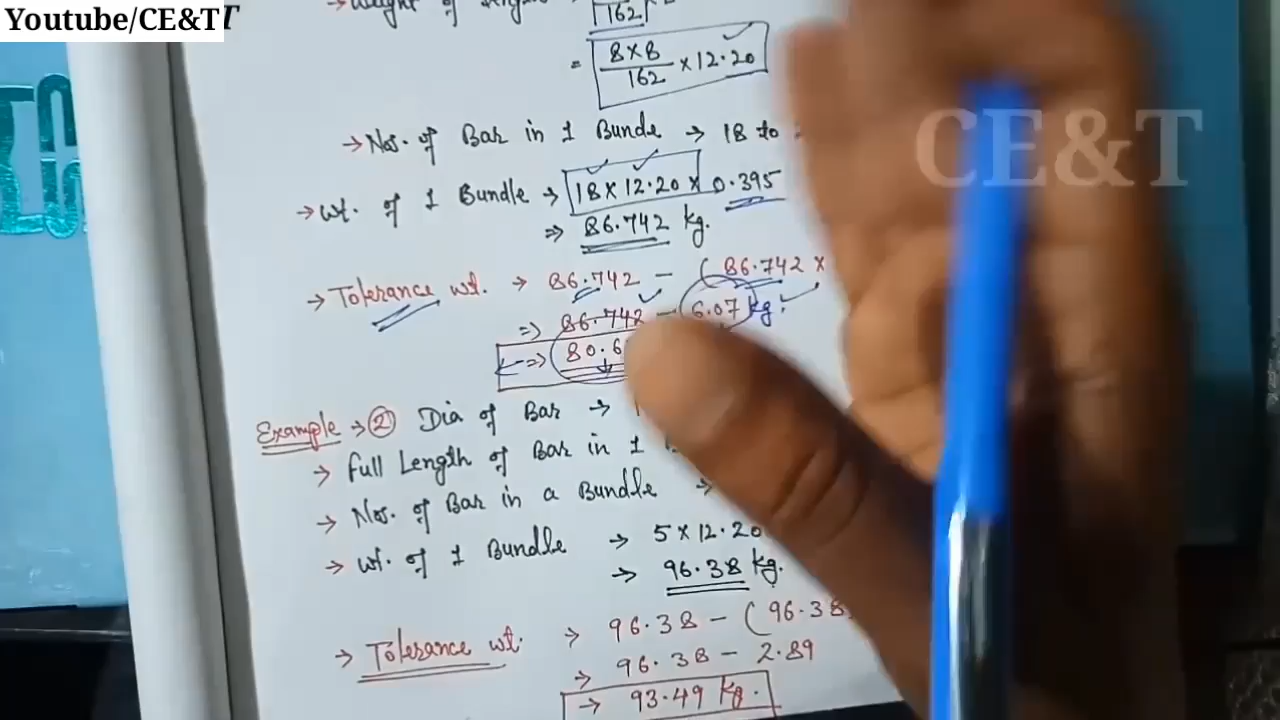 Youtube/CE&T
CE&T
162
= 8×8/162 × 12.20
→ Nos. of Bar in 1 Bunde → 18 to
→ wt. of 1 Bundle → 18 × 12.20 × 0.395
⇒ 86.742 kg.
→ Tolerance wt. → 86.742 – (86.742 ×
⇒ 86.742 – 6.07 kg.
⇒ 80.6
Example → ② Dia of Bar →
→ full Length of Bar in 1
→ Nos. of Bar in a Bundle →
→ wt. of 1 Bundle → 5 × 12.20
→ 96.38 kg.
→ Tolerance wt. → 96.38 – (96.38
→ 96.38 – 2.89
→ 93.49 kg.